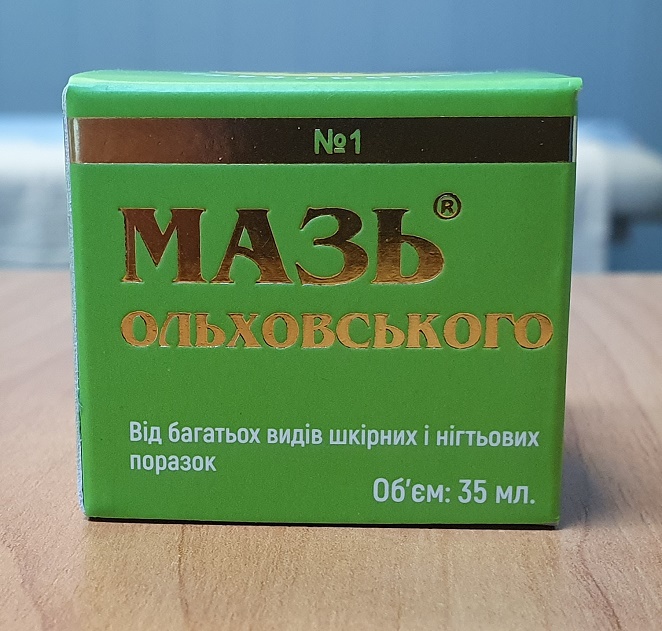 №1
МАЗЬ®
ОЛЬХОВСЬКОГО
Від багатьох видів шкірних і нігтьових
поразок
Об'єм: 35 мл.